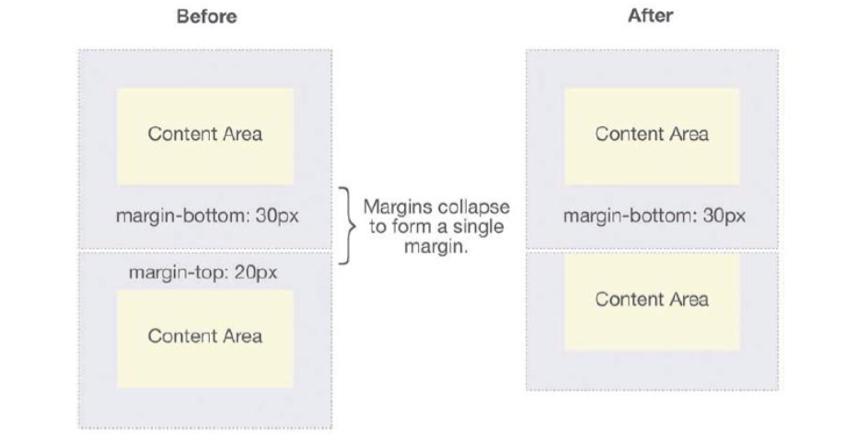 Before
After
Content Area
margin-bottom: 30px
margin-top: 20px
Content Area
Margins collapse
to form a single
margin.
Content Area
margin-bottom: 30px
Content Area